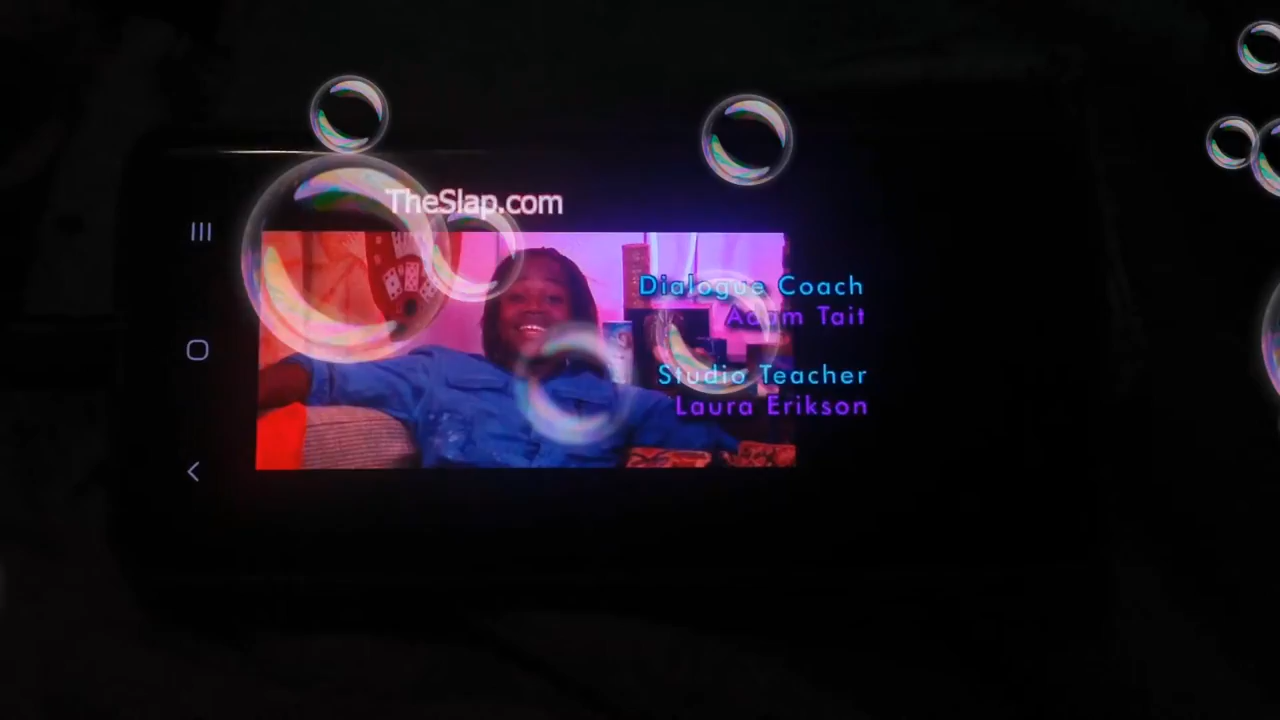 TheSlap.com
Dialogue Coach
Adam Tait
Studio Teacher
Laura Erikson